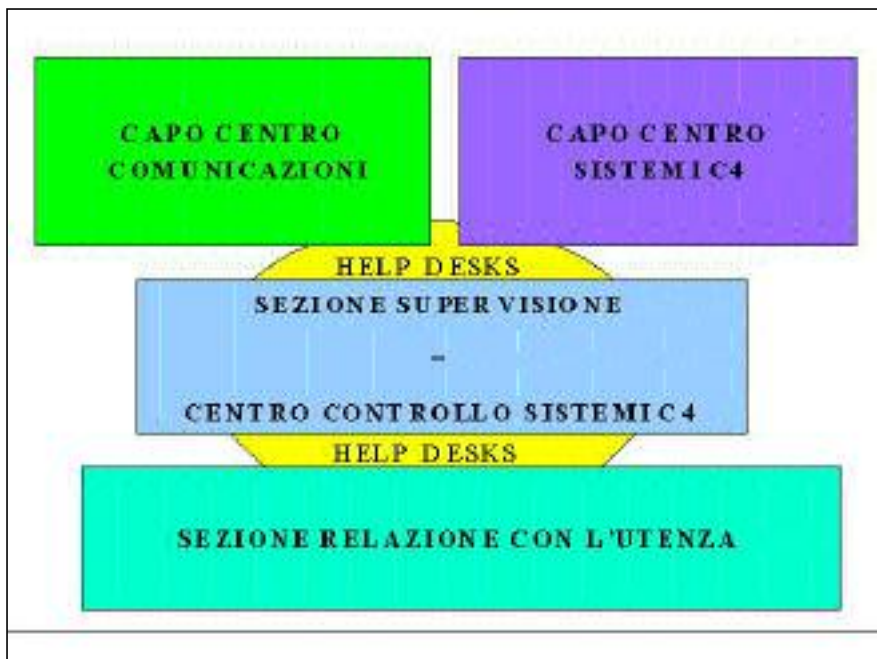 CAPO CENTRO
COMUNICAZIONI
CAPO CENTRO
SISTEMI C4
HELP DESKS
SEZIONE SUPERVISIONE
–
CENTRO CONTROLLO SISTEMI C4
HELP DESKS
SEZIONE RELAZIONE CON L'UTENZA